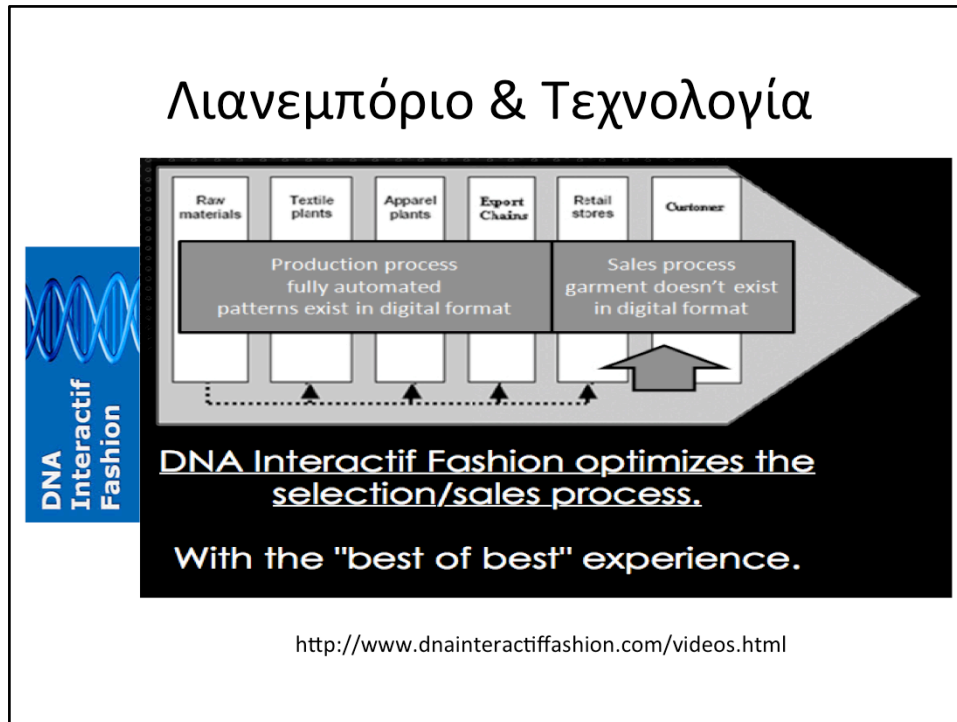 Λιανεμπόριο & Τεχνολογία
Raw
materials
Textile
plants
Apparel
plants
Export
Chains
Retail
stores
Customer
Production process
fully automated
patterns exist in digital format
Sales process
garment doesn't exist
in digital format
DNA
Interactif
Fashion
DNA Interactif Fashion optimizes the
selection/sales process.
With the "best of best" experience.
http://www.dnainteractiffashion.com/videos.html